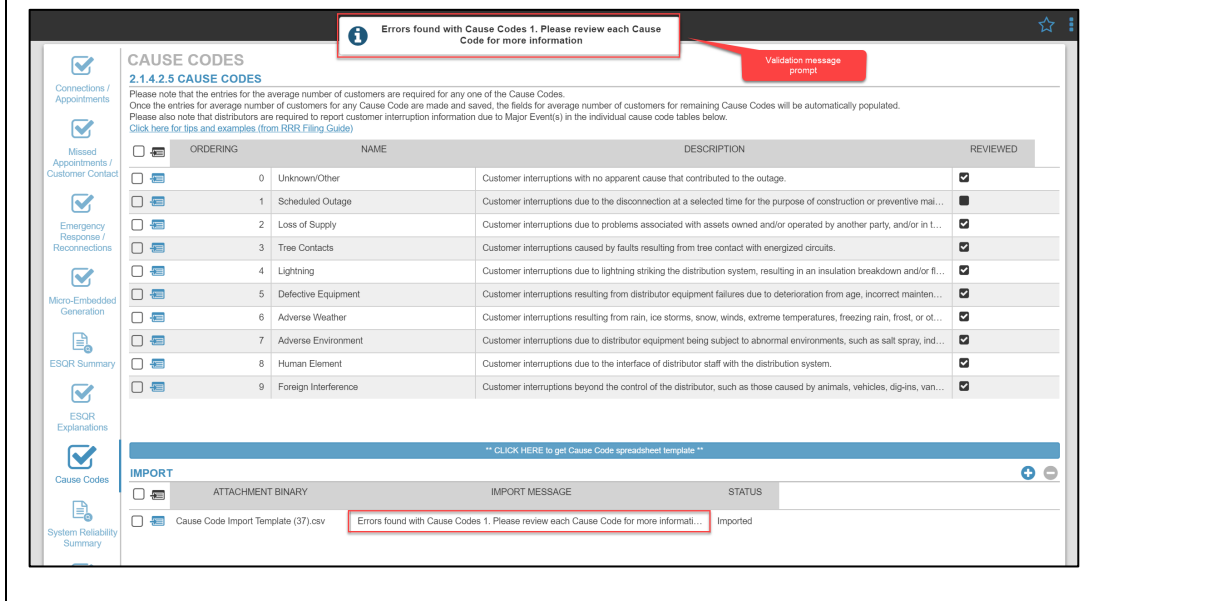 Errors found with Cause Codes 1. Please review each Cause
Code for more information
Validation message
prompt
Connections /
Appointments
Missed
Appointments /
Customer Contact
Emergency
Response /
Reconnections
Micro-Embedded
Generation
ESQR Summary
ESQR
Explanations
Cause Codes
System Reliability
Summary
CAUSE CODES
2.1.4.2.5 CAUSE CODES
Please note that the entries for the average number of customers are required for any one of the Cause Codes.
Once the entries for average number of customers for any Cause Code are made and saved, the fields for average number of customers for remaining Cause Codes will be automatically populated.
Please also note that distributors are required to report customer interruption information due to Major Event(s) in the individual cause code tables below.
Click here for tips and examples (from RRR Filing Guide)
ORDERING NAME DESCRIPTION REVIEWED
0 Unknown/Other Customer interruptions with no apparent cause that contributed to the outage.
1 Scheduled Outage Customer interruptions due to the disconnection at a selected time for the purpose of construction or preventive mai...
2 Loss of Supply Customer interruptions due to problems associated with assets owned and/or operated by another party, and/or in t...
3 Tree Contacts Customer interruptions caused by faults resulting from tree contact with energized circuits.
4 Lightning Customer interruptions due to lightning striking the distribution system, resulting in an insulation breakdown and/or fl...
5 Defective Equipment Customer interruptions resulting from distributor equipment failures due to deterioration from age, incorrect mainten...
6 Adverse Weather Customer interruptions resulting from rain, ice storms, snow, winds, extreme temperatures, freezing rain, frost, or ot...
7 Adverse Environment Customer interruptions due to distributor equipment being subject to abnormal environments, such as salt spray, ind...
8 Human Element Customer interruptions due to the interface of distributor staff with the distribution system.
9 Foreign Interference Customer interruptions beyond the control of the distributor, such as those caused by animals, vehicles, dig-ins, van...
** CLICK HERE to get Cause Code spreadsheet template **
IMPORT
ATTACHMENT BINARY IMPORT MESSAGE STATUS
Cause Code Import Template (37).csv Errors found with Cause Codes 1. Please review each Cause Code for more informati... Imported